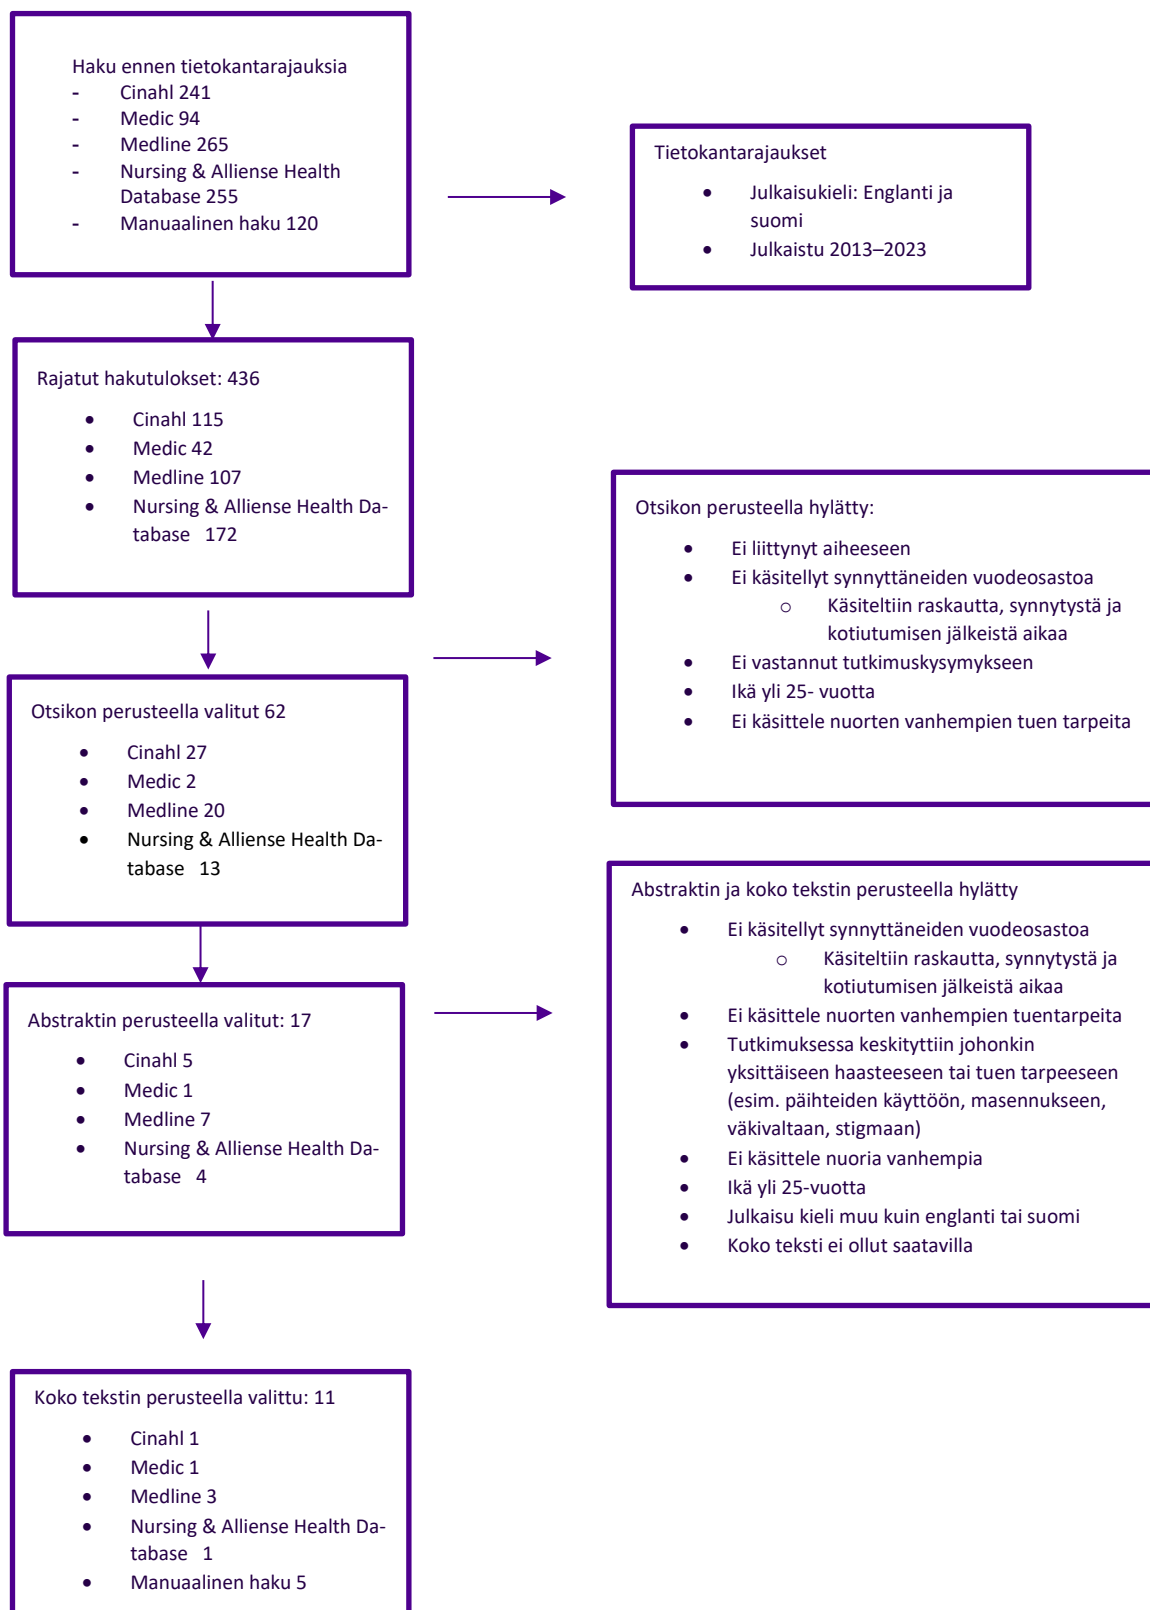 Haku ennen tietokantarajauksia
- Cinahl 241
- Medic 94
- Medline 265
- Nursing & Alliense Health
Database 255
- Manuaalinen haku 120
Tietokantarajaukset
• Julkaisukieli: Englanti ja
suomi
• Julkaistu 2013–2023
Rajatut hakutulokset: 436
• Cinahl 115
• Medic 42
• Medline 107
• Nursing & Alliense Health Da-
tabase 172
Otsikon perusteella hylätty:
• Ei liittynyt aiheeseen
• Ei käsitellyt synnyttäneiden vuodeosastoa
o Käsiteltiin raskautta, synnytystä ja
kotiutumisen jälkeistä aikaa
• Ei vastannut tutkimuskysymykseen
• Ikä yli 25- vuotta
• Ei käsittele nuorten vanhempien tuen tarpeita
Otsikon perusteella valitut 62
• Cinahl 27
• Medic 2
• Medline 20
• Nursing & Alliense Health Da-
tabase 13
Abstraktin ja koko tekstin perusteella hylätty
• Ei käsitellyt synnyttäneiden vuodeosastoa
o Käsiteltiin raskautta, synnytystä ja
kotiutumisen jälkeistä aikaa
• Ei käsittele nuorten vanhempien tuentarpeita
• Tutkimuksessa keskityttiin johonkin
yksittäiseen haasteeseen tai tuen tarpeeseen
(esim. päihteiden käyttöön, masennukseen,
väkivaltaan, stigmaan)
• Ei käsittele nuoria vanhempia
• Ikä yli 25-vuotta
• Julkaisu kieli muu kuin englanti tai suomi
• Koko teksti ei ollut saatavilla
Abstraktin perusteella valitut: 17
• Cinahl 5
• Medic 1
• Medline 7
• Nursing & Alliense Health Da-
tabase 4
Koko tekstin perusteella valittu: 11
• Cinahl 1
• Medic 1
• Medline 3
• Nursing & Alliense Health Da-
tabase 1
• Manuaalinen haku 5